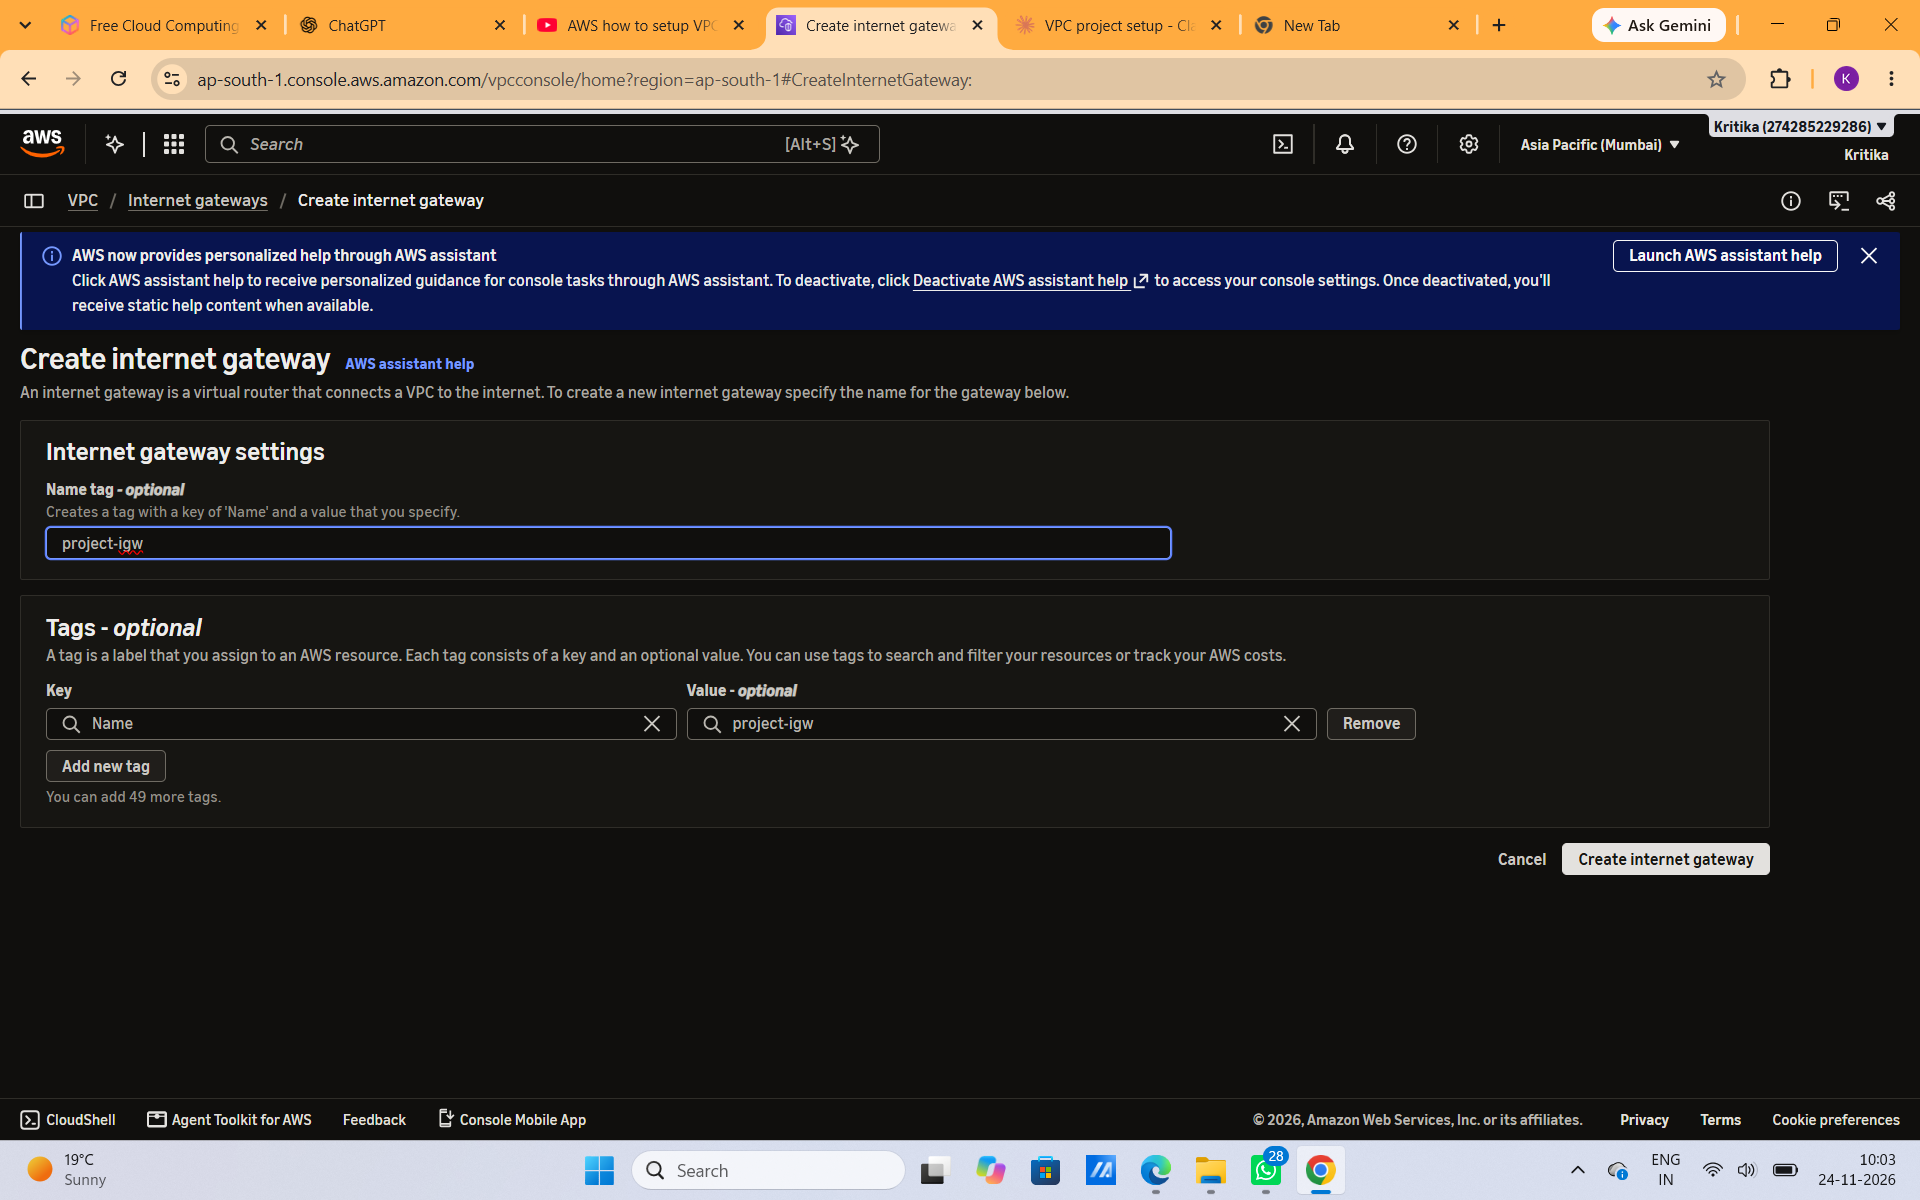 Free Cloud Computing
ChatGPT
AWS how to setup VPC
Create internet gatewa
VPC project setup - Cla
New Tab
Ask Gemini
ap-south-1.console.aws.amazon.com/vpcconsole/home?region=ap-south-1#CreateInternetGateway:
K
aws
Search
[Alt+S]
Asia Pacific (Mumbai)
Kritika (274285229286)
Kritika
VPC / Internet gateways / Create internet gateway
AWS now provides personalized help through AWS assistant
Click AWS assistant help to receive personalized guidance for console tasks through AWS assistant. To deactivate, click Deactivate AWS assistant help to access your console settings. Once deactivated, you'll
receive static help content when available.
Launch AWS assistant help
Create internet gateway AWS assistant help
An internet gateway is a virtual router that connects a VPC to the internet. To create a new internet gateway specify the name for the gateway below.
Internet gateway settings
Name tag - optional
Creates a tag with a key of 'Name' and a value that you specify.
project-igw
Tags - optional
A tag is a label that you assign to an AWS resource. Each tag consists of a key and an optional value. You can use tags to search and filter your resources or track your AWS costs.
Key
Value - optional
Name
project-igw
Remove
Add new tag
You can add 49 more tags.
Cancel
Create internet gateway
CloudShell
Agent Toolkit for AWS
Feedback
Console Mobile App
© 2026, Amazon Web Services, Inc. or its affiliates.
Privacy
Terms
Cookie preferences
19°C
Sunny
Search
28
ENG
IN
10:03
24-11-2026